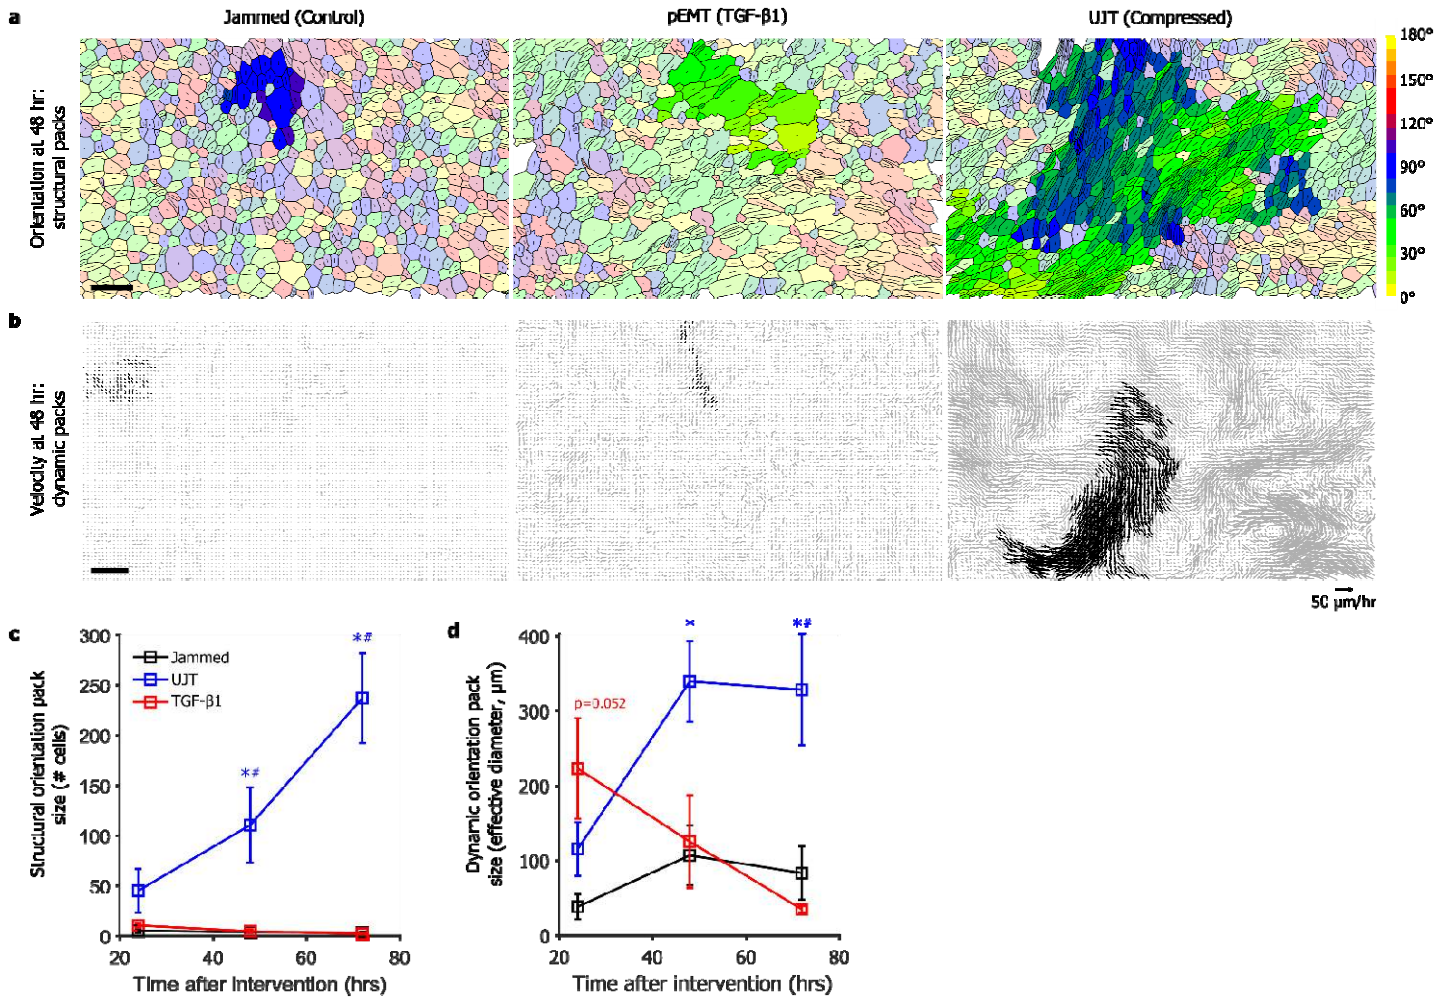 a
Jammed (Control)
pEMT (TGF-β1)
UJT (Compressed)
Orientation at 48 hr:
structural packs
180°
150°
120°
90°
60°
30°
0°
b
Velocity at 48 hr:
dynamic packs
50 μm/hr
c
Structural orientation pack
size (# cells)
300
250
200
150
100
50
0
Jammed
UJT
TGF-β1
*#
*#
20
40
60
80
Time after intervention (hrs)
d
Dynamic orientation pack
size (effective diameter, μm)
400
300
200
100
0
p=0.052
*
*#
20
40
60
80
Time after intervention (hrs)